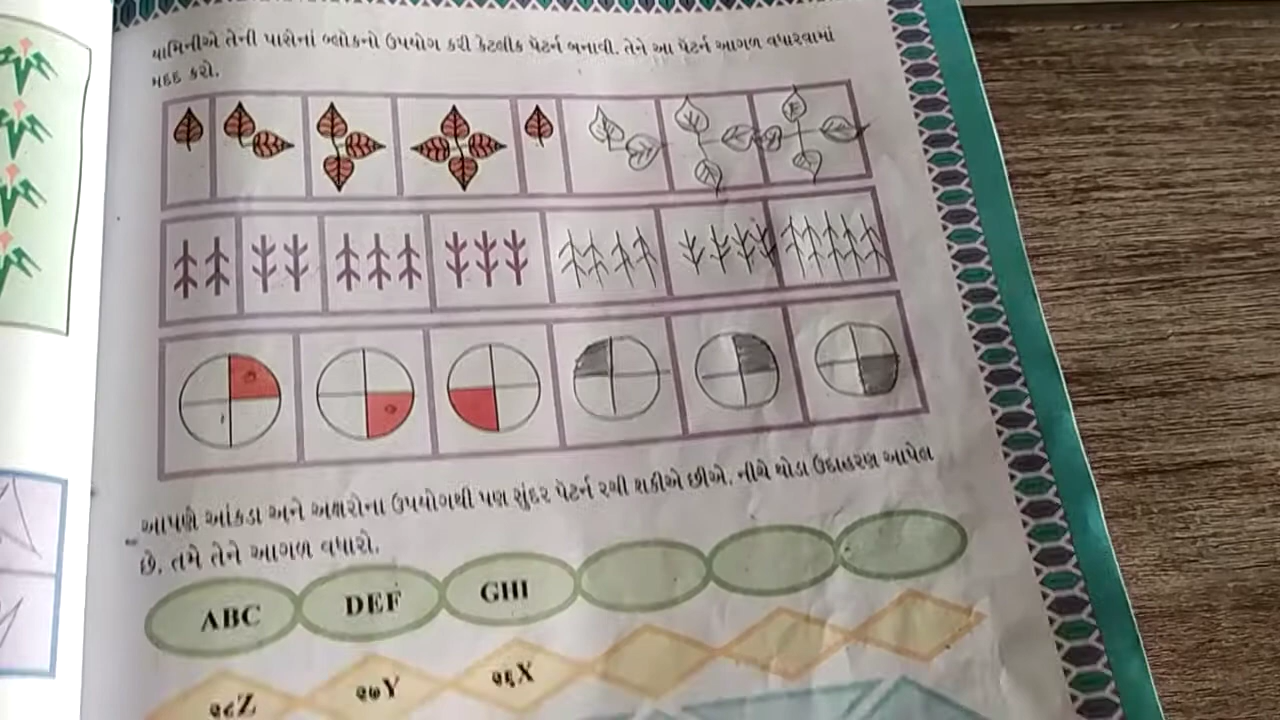 યામિનીએ તેની પાસેનાં બ્લોકનો ઉપયોગ કરી કેટલીક પેટર્ન બનાવી. તેને આ પેટર્ન આગળ વધારવામાં
મદદ કરો.
આપણે આંકડા અને અક્ષરોના ઉપયોગથી પણ સુંદર પેટર્ન રચી શકીએ છીએ. નીચે થોડા ઉદાહરણ આપેલ
છે. તમે તેને આગળ વધારો.
ABC DEF GHI
૨૮Z ૨૭Y ૨૬X